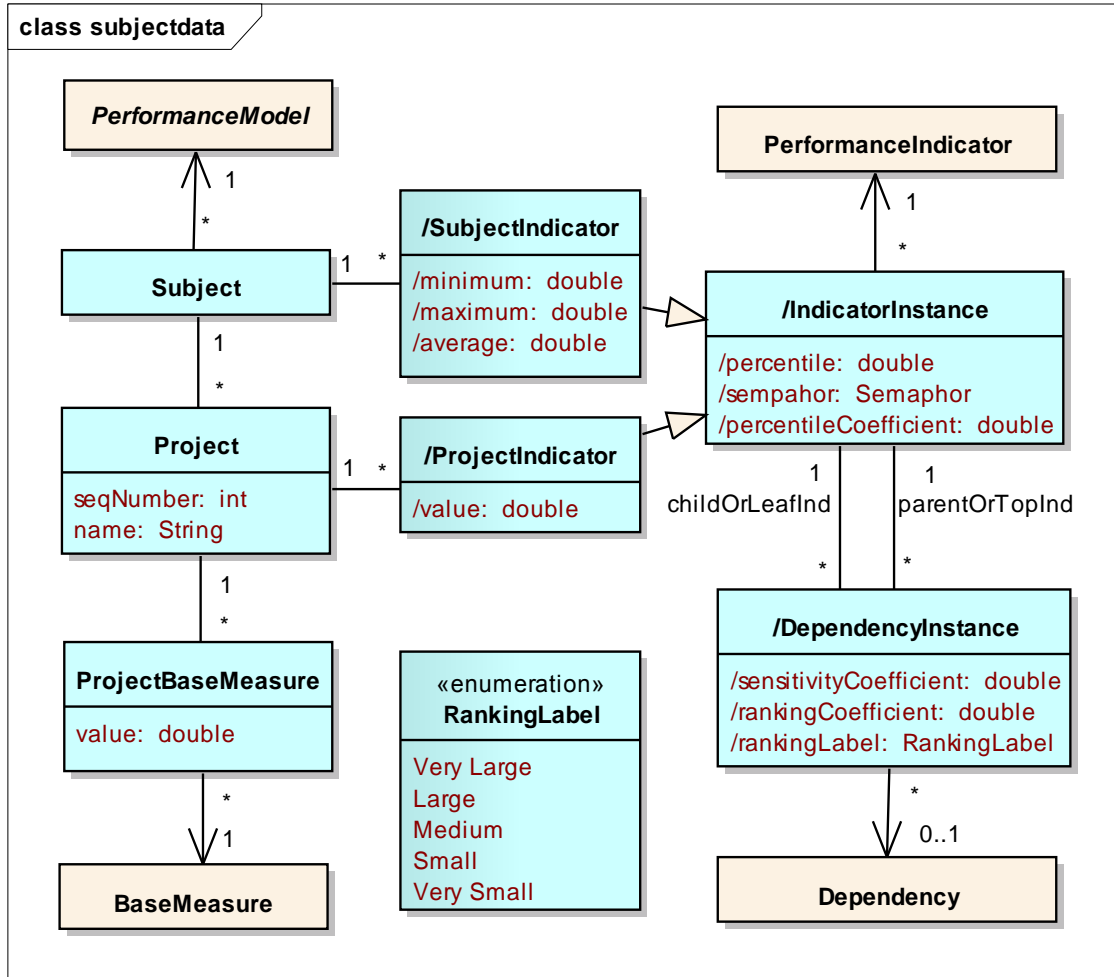 class subjectdata
PerformanceModel
1
*
Subject
1
*
/SubjectIndicator
/minimum: double
/maximum: double
/average: double
PerformanceIndicator
1
*
/IndicatorInstance
/percentile: double
/sempahor: Semaphor
/percentileCoefficient: double
1
*
Project
seqNumber: int
name: String
1
*
/ProjectIndicator
/value: double
1
childOrLeafInd
*
1
parentOrTopInd
*
1
*
ProjectBaseMeasure
value: double
*
1
BaseMeasure
«enumeration»
RankingLabel
Very Large
Large
Medium
Small
Very Small
/DependencyInstance
/sensitivityCoefficient: double
/rankingCoefficient: double
/rankingLabel: RankingLabel
*
0..1
Dependency